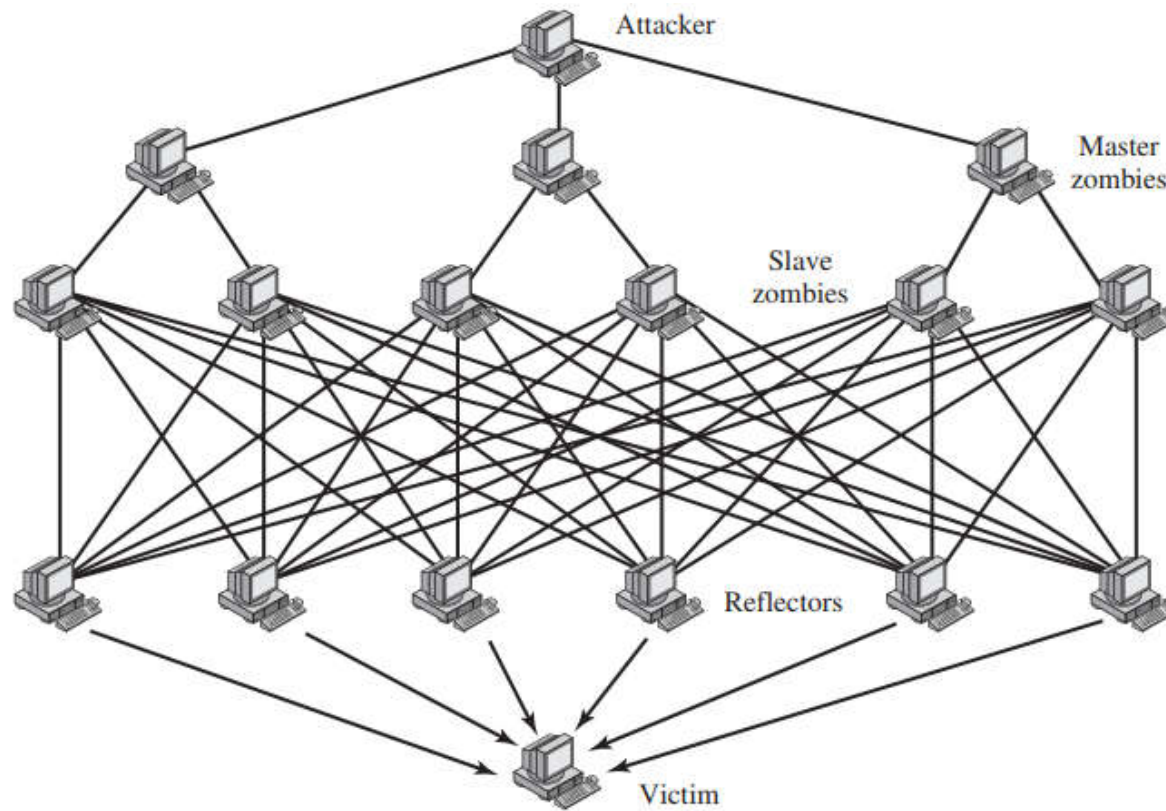 Attacker
Master
zombies
Slave
zombies
Reflectors
Victim